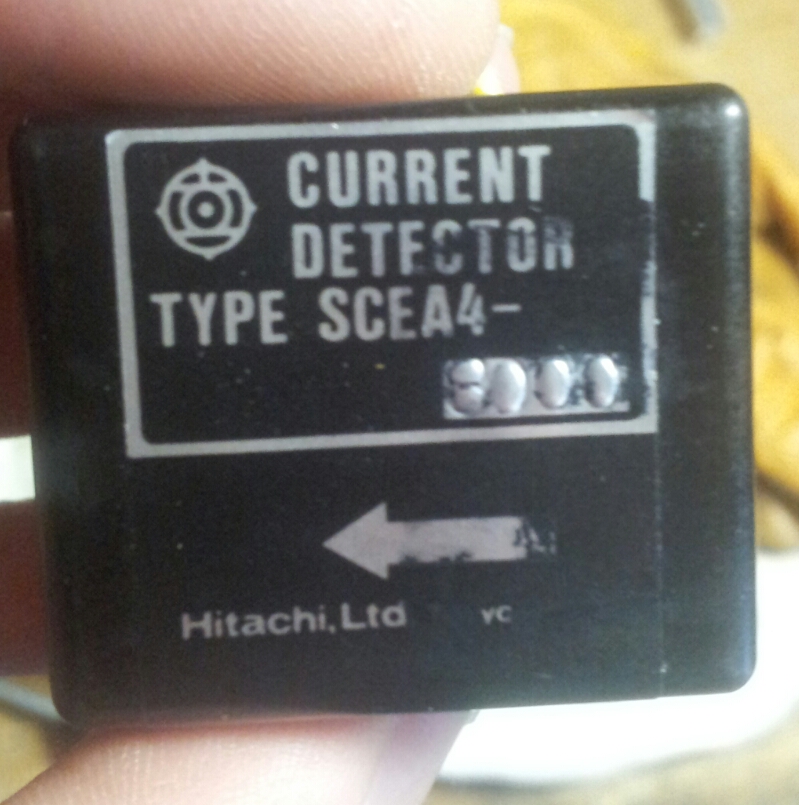 CURRENT
DETECTOR
TYPE SCEA4-
Hitachi,Ltd YC